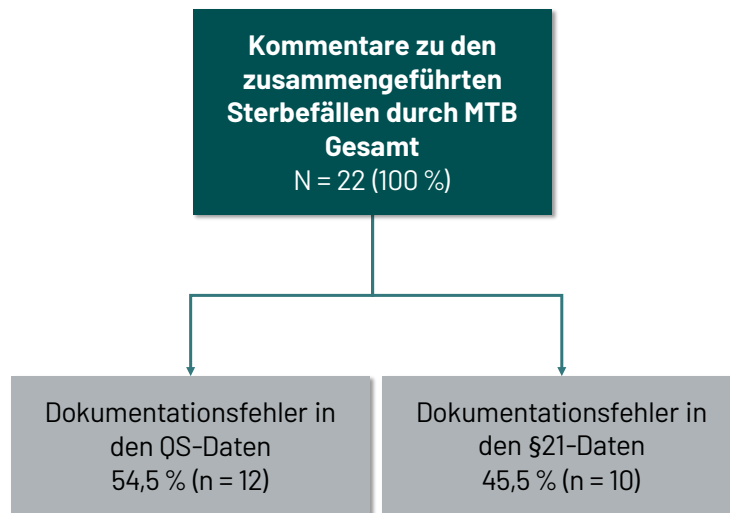 Kommentare zu den
zusammengeführten
Sterbefällen durch MTB
Gesamt
N = 22 (100 %)
Dokumentationsfehler in
den QS-Daten
54,5 % (n = 12)
Dokumentationsfehler in
den §21-Daten
45,5 % (n = 10)